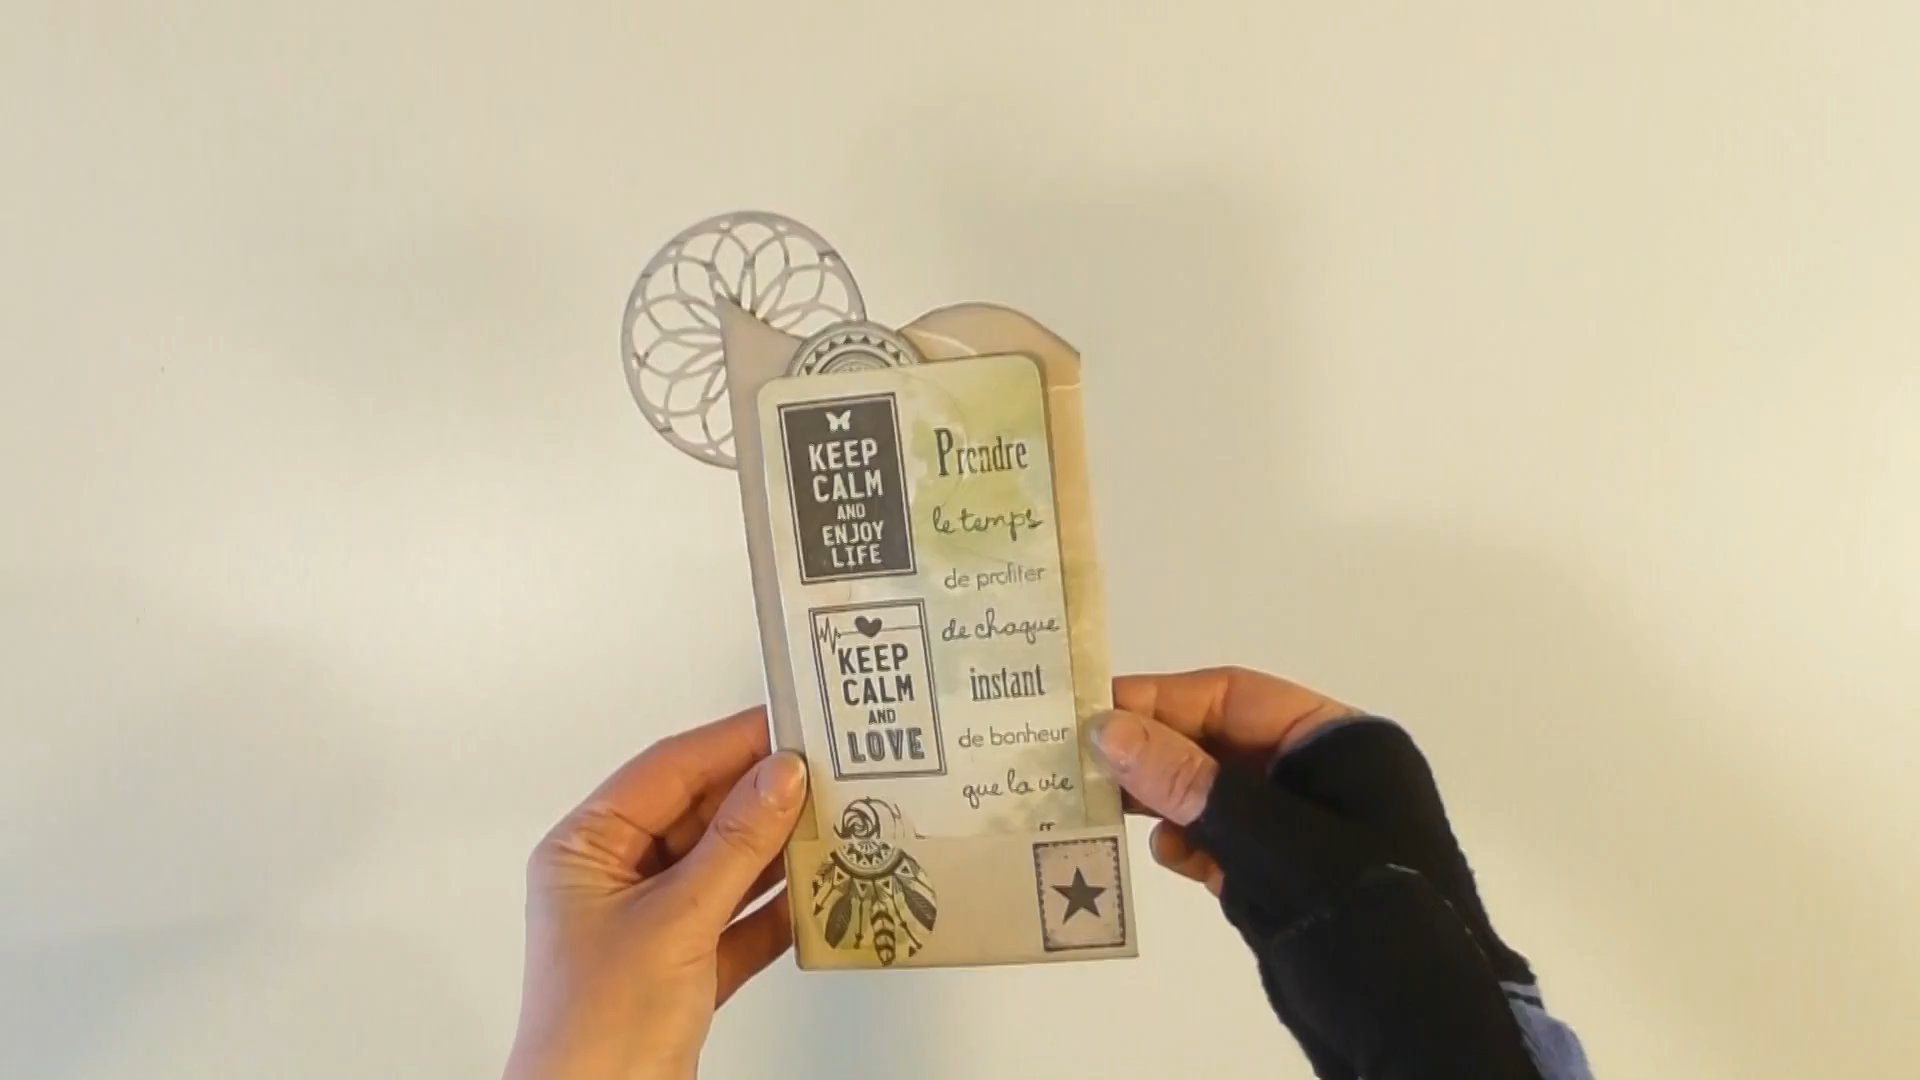 KEEP
CALM
AND
ENJOY
LIFE
KEEP
CALM
AND
LOVE
Prendre
le temps
de profiter
de chaque
instant
de bonheur
que la vie